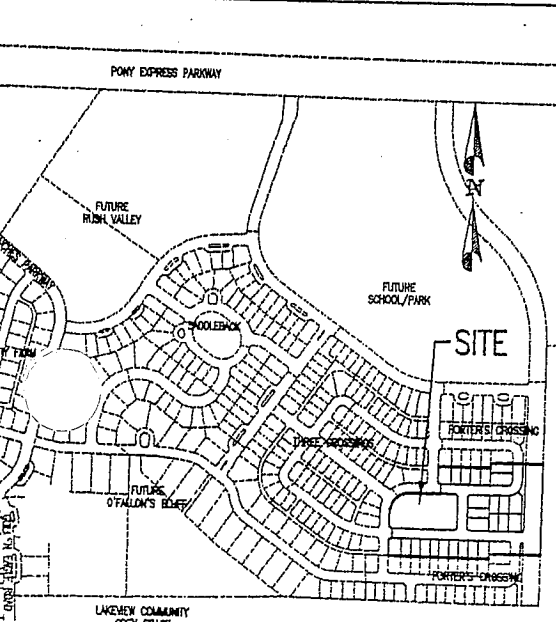 PONY EXPRESS PARKWAY
N
FUTURE
RUSH VALLEY
FUTURE
SCHOOL/PARK
SADDLEBACK
SITE
PORTER'S CROSSING
THREE CROSSINGS
FUTURE
O'FALLON'S BLUFF
PORTER'S CROSSING
LAKEVIEW COMMUNITY